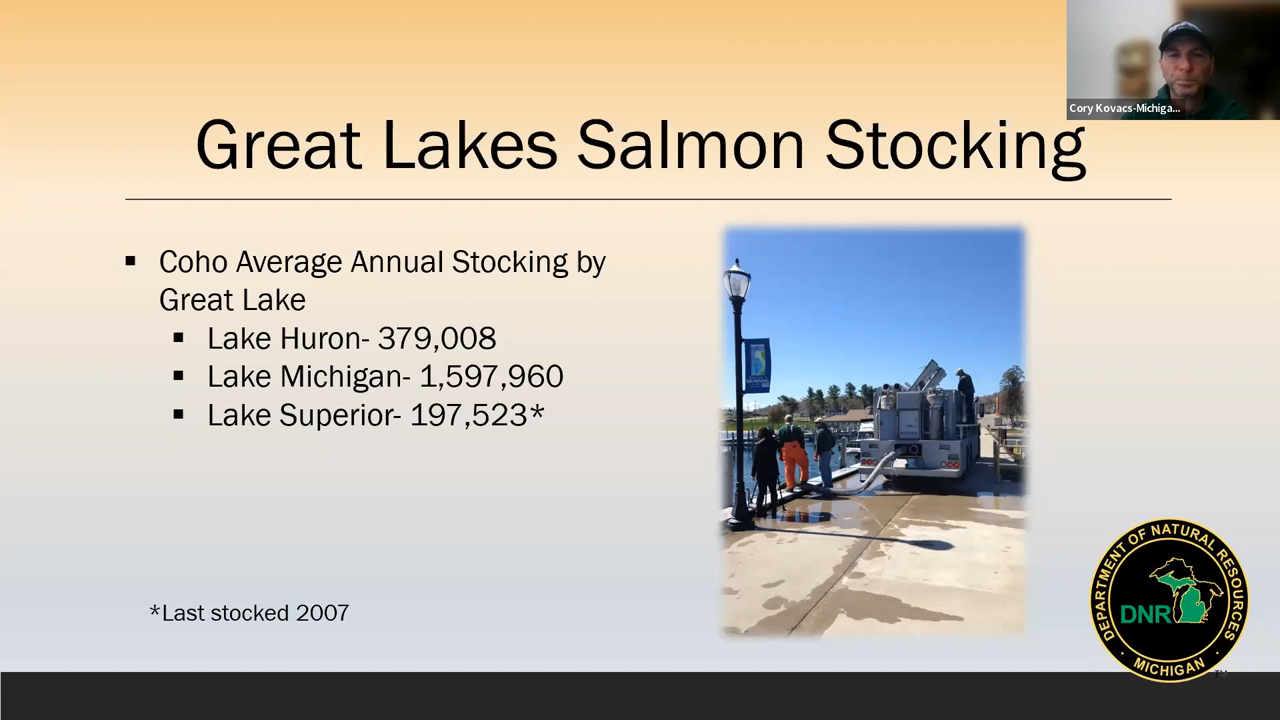 Cory Kovacs-Michiga...
Great Lakes Salmon Stocking
▪ Coho Average Annual Stocking by
Great Lake
▪ Lake Huron- 379,008
▪ Lake Michigan- 1,597,960
▪ Lake Superior- 197,523*
*Last stocked 2007
DEPARTMENT OF NATURAL RESOURCES
DNR
MICHIGAN
TM